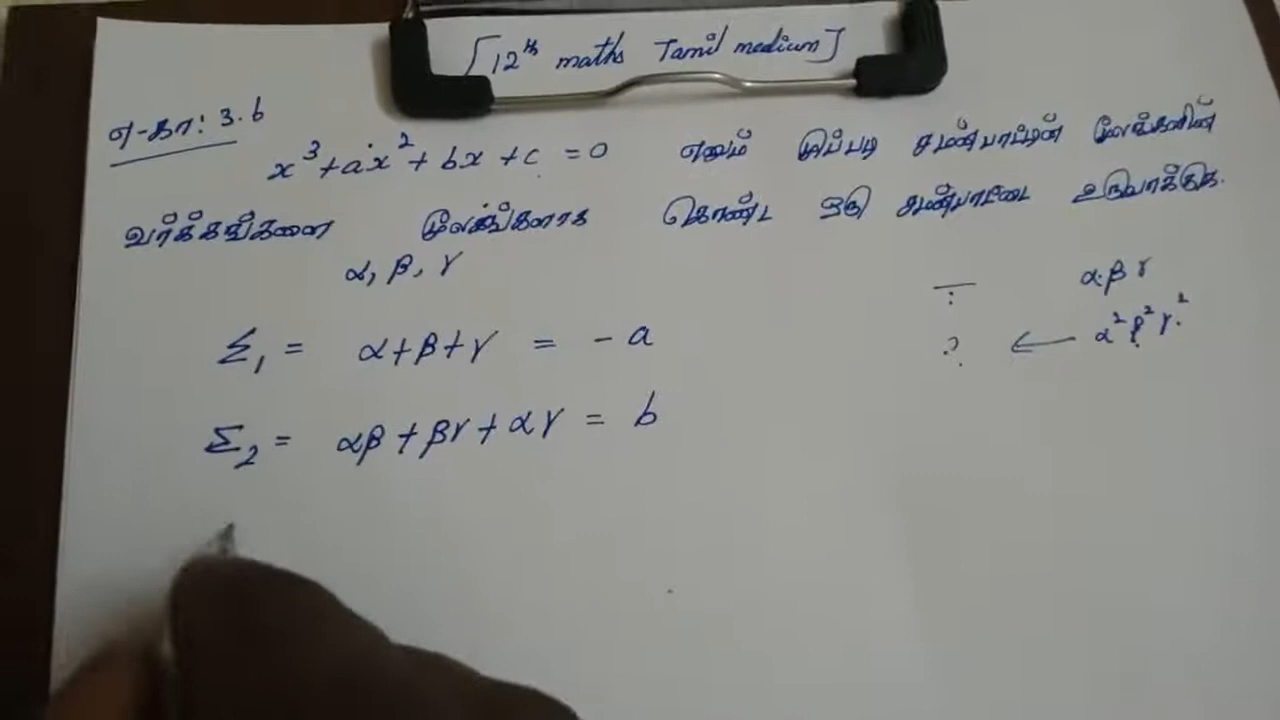 [12th maths Tamil medium]
எ-கா: 3.6
x³+ax²+bx+c =0 எனும் முப்படி சமன்பாட்டின் மூலங்களின்
வர்க்கங்களை மூலங்களாக கொண்ட ஒரு சமன்பாட்டை உருவாக்குக.
α, β, γ
α β γ
α²β²γ²
Σ₁ = α+β+γ = -a
Σ₂ = αβ+βγ+αγ = b